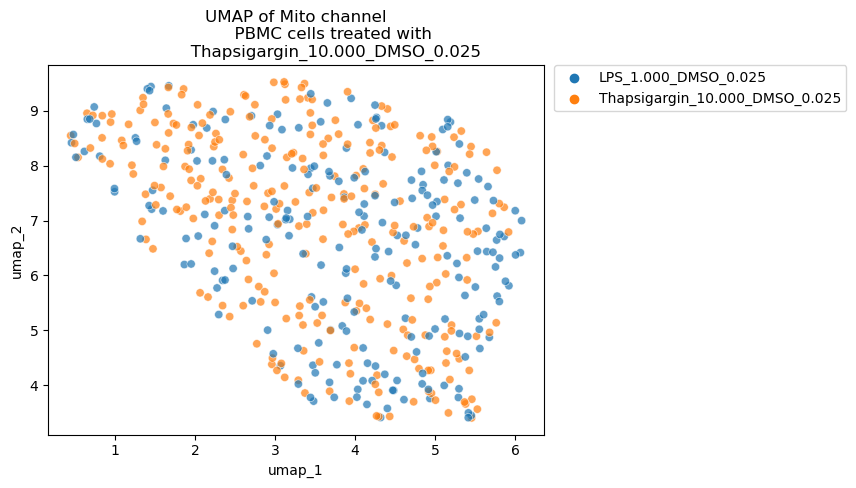 UMAP of Mito channel
PBMC cells treated with
Thapsigargin_10.000_DMSO_0.025
LPS_1.000_DMSO_0.025
Thapsigargin_10.000_DMSO_0.025
umap_2
9
8
7
6
5
4
1 2 3 4 5 6
umap_1